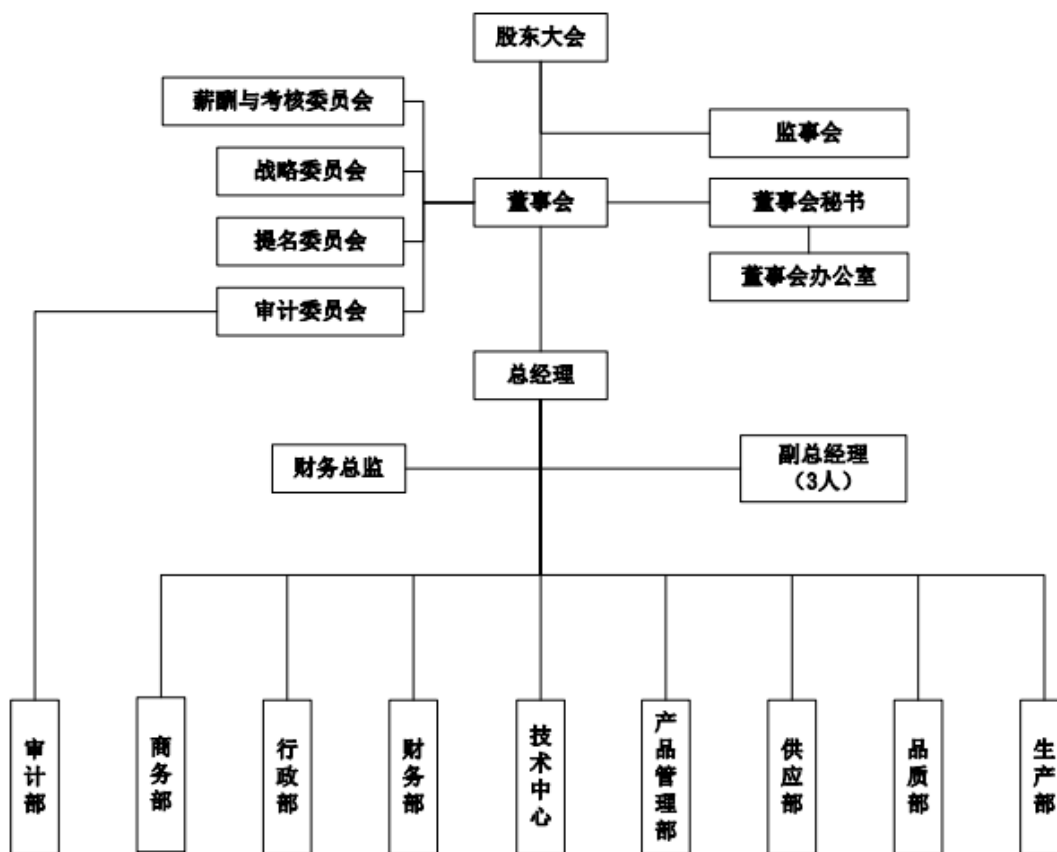 股东大会
薪酬与考核委员会
监事会
战略委员会
董事会
董事会秘书
提名委员会
董事会办公室
审计委员会
总经理
财务总监
副总经理
（3人）
审计部
商务部
行政部
财务部
技术中心
产品管理部
供应部
品质部
生产部